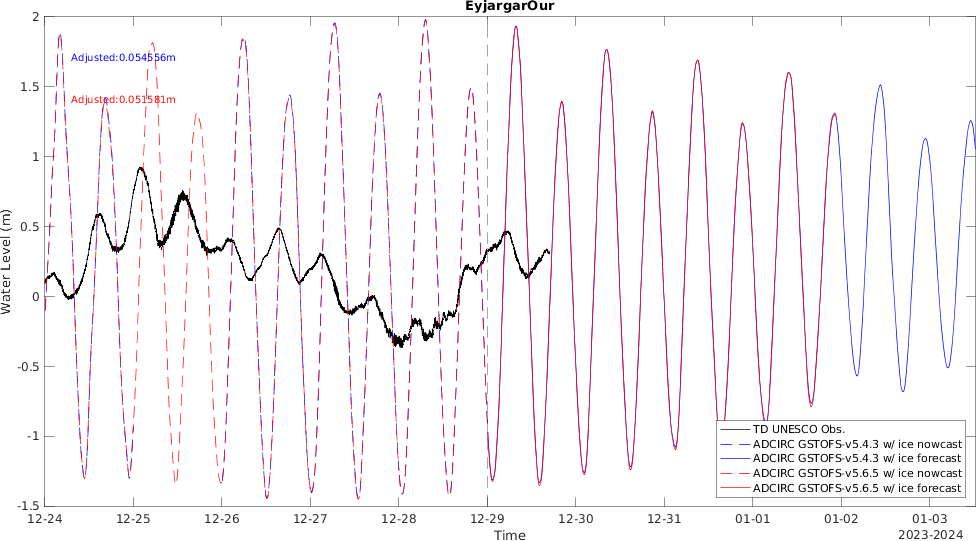 EyjargarOur
Adjusted:0.054556m
Adjusted:0.051581m
Water Level (m)
2
1.5
1
0.5
0
-0.5
-1
-1.5
12-24
12-25
12-26
12-27
12-28
12-29
12-30
12-31
01-01
01-02
01-03
Time
2023-2024
TD UNESCO Obs.
ADCIRC GSTOFS-v5.4.3 w/ ice nowcast
ADCIRC GSTOFS-v5.4.3 w/ ice forecast
ADCIRC GSTOFS-v5.6.5 w/ ice nowcast
ADCIRC GSTOFS-v5.6.5 w/ ice forecast